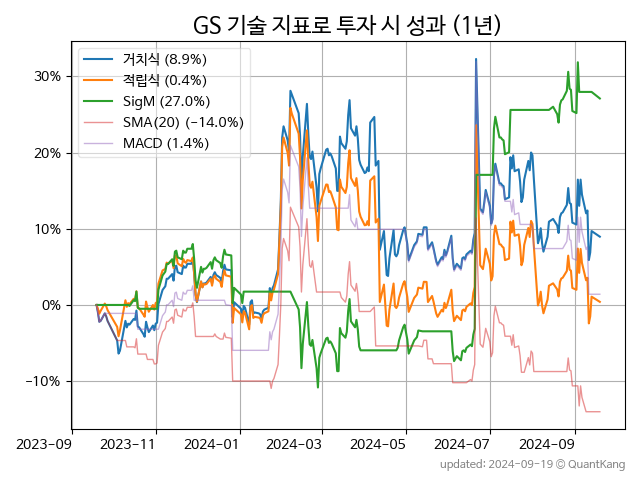 GS 기술 지표로 투자 시 성과 (1년)
거치식 (8.9%)
적립식 (0.4%)
SigM (27.0%)
SMA(20) (−14.0%)
MACD (1.4%)
30%
20%
10%
0%
−10%
2023-09 2023-11 2024-01 2024-03 2024-05 2024-07 2024-09
updated: 2024-09-19 ⓒ QuantKang